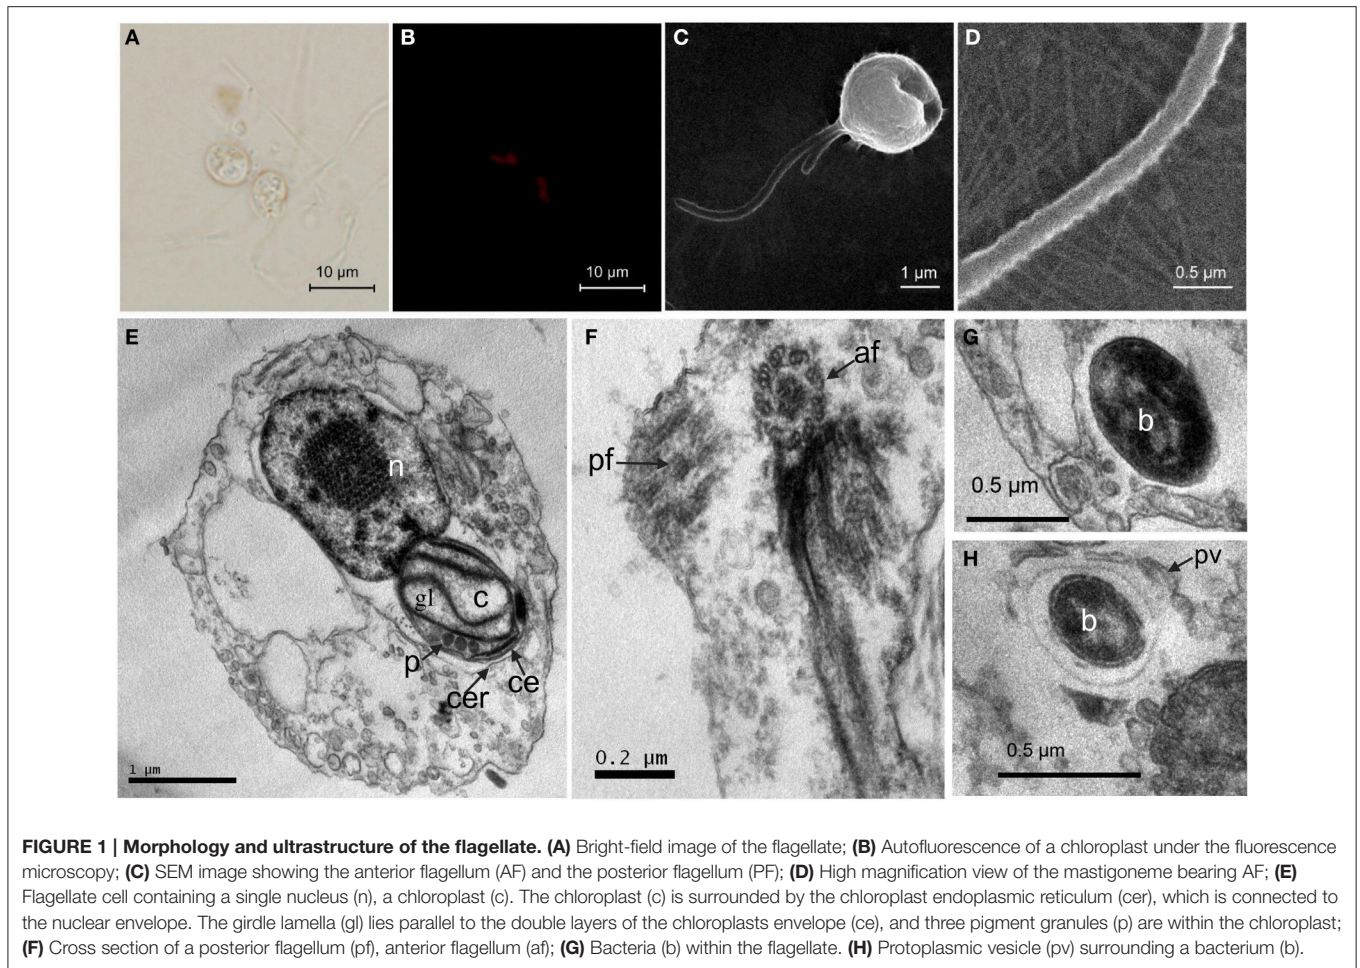 A
B
C
D
10 μm
10 μm
1 μm
0.5 μm
E
F
G
af
n
b
pf
0.5 μm
H
pv
gl
c
b
p
cer
ce
0.5 μm
0.2 μm
1 μm
FIGURE 1 | Morphology and ultrastructure of the flagellate. (A) Bright-field image of the flagellate; (B) Autofluorescence of a chloroplast under the fluorescence
microscopy; (C) SEM image showing the anterior flagellum (AF) and the posterior flagellum (PF); (D) High magnification view of the mastigoneme bearing AF; (E)
Flagellate cell containing a single nucleus (n), a chloroplast (c). The chloroplast (c) is surrounded by the chloroplast endoplasmic reticulum (cer), which is connected to
the nuclear envelope. The girdle lamella (gl) lies parallel to the double layers of the chloroplasts envelope (ce), and three pigment granules (p) are within the chloroplast;
(F) Cross section of a posterior flagellum (pf), anterior flagellum (af); (G) Bacteria (b) within the flagellate. (H) Protoplasmic vesicle (pv) surrounding a bacterium (b).